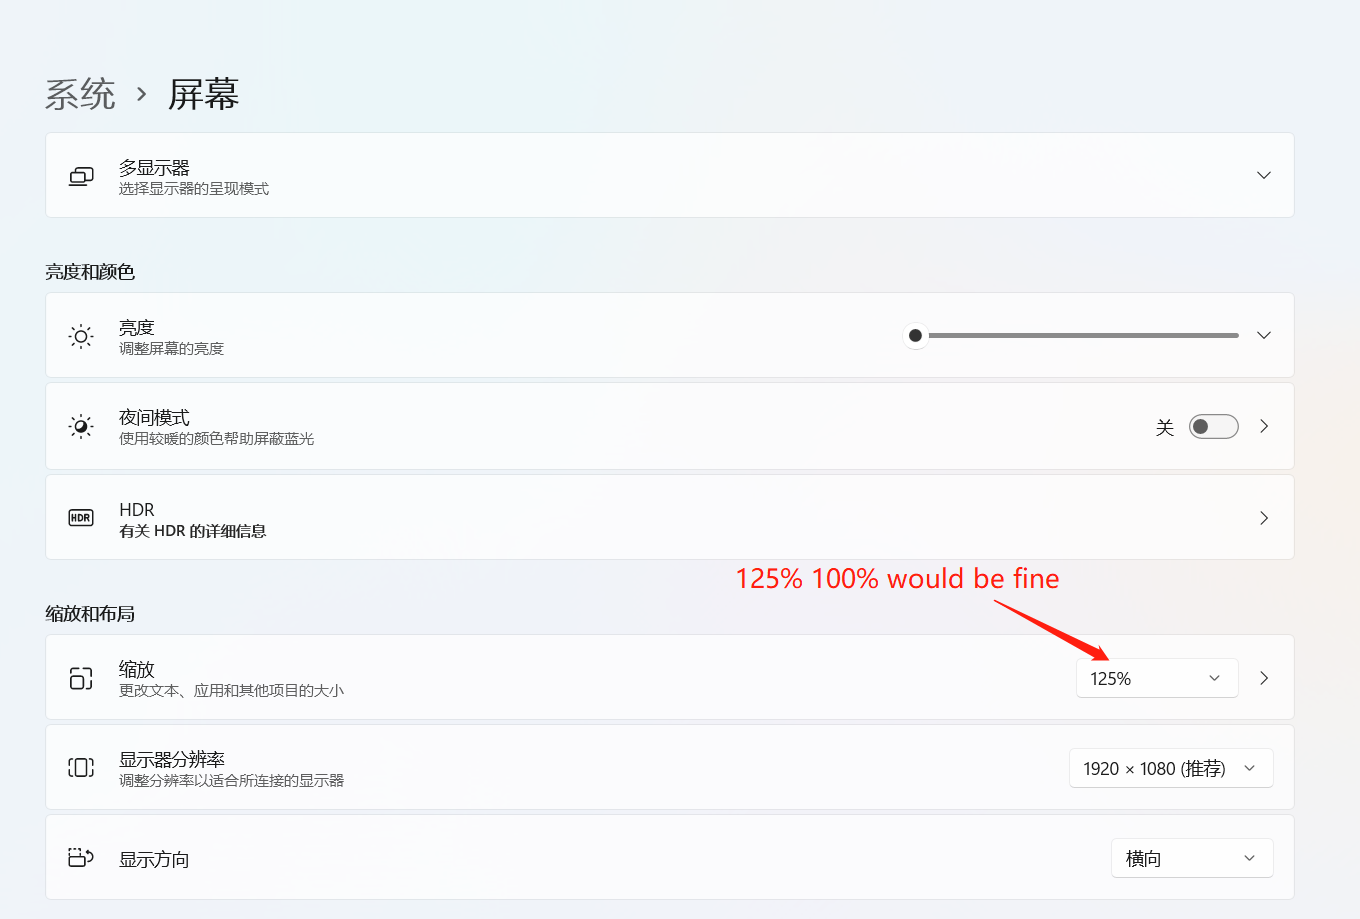 系统 > 屏幕
多显示器
选择显示器的呈现模式
亮度和颜色
亮度
调整屏幕的亮度
夜间模式
使用较暖的颜色帮助屏蔽蓝光
关
HDR
HDR
有关 HDR 的详细信息
125% 100% would be fine
缩放和布局
缩放
更改文本、应用和其他项目的大小
125%
显示器分辨率
调整分辨率以适合所连接的显示器
1920 × 1080 (推荐)
显示方向
横向